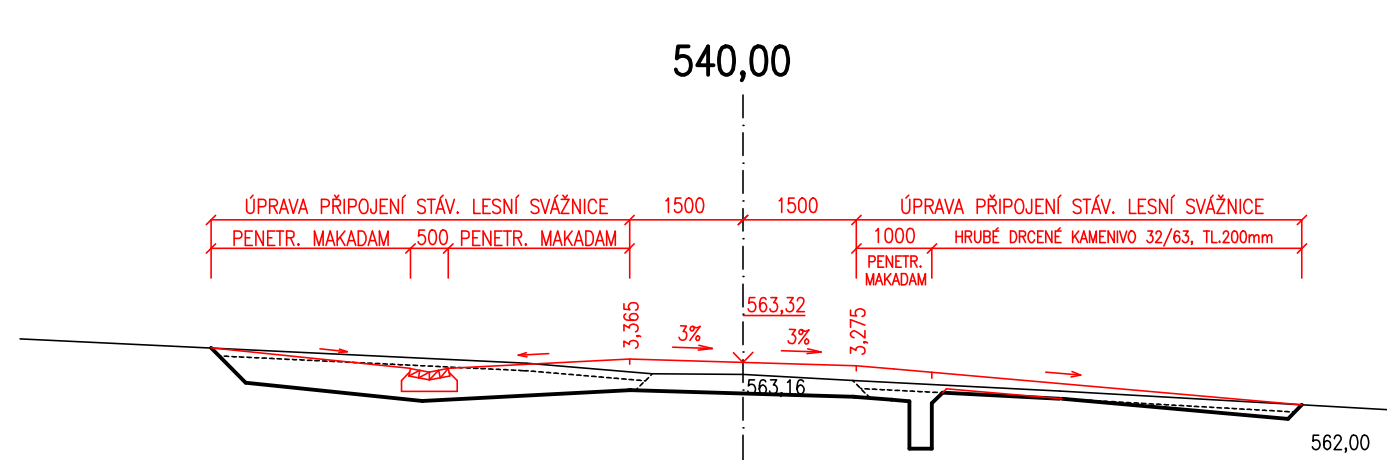 540,00
ÚPRAVA PŘIPOJENÍ STÁV. LESNÍ SVÁŽNICE 1500 1500 ÚPRAVA PŘIPOJENÍ STÁV. LESNÍ SVÁŽNICE
PENETR. MAKADAM 500 PENETR. MAKADAM 1000 HRUBÉ DRCENÉ KAMENIVO 32/63, TL.200mm
PENETR.
MAKADAM
3,365 3% 563,32 3% 3,275
563,16
562,00